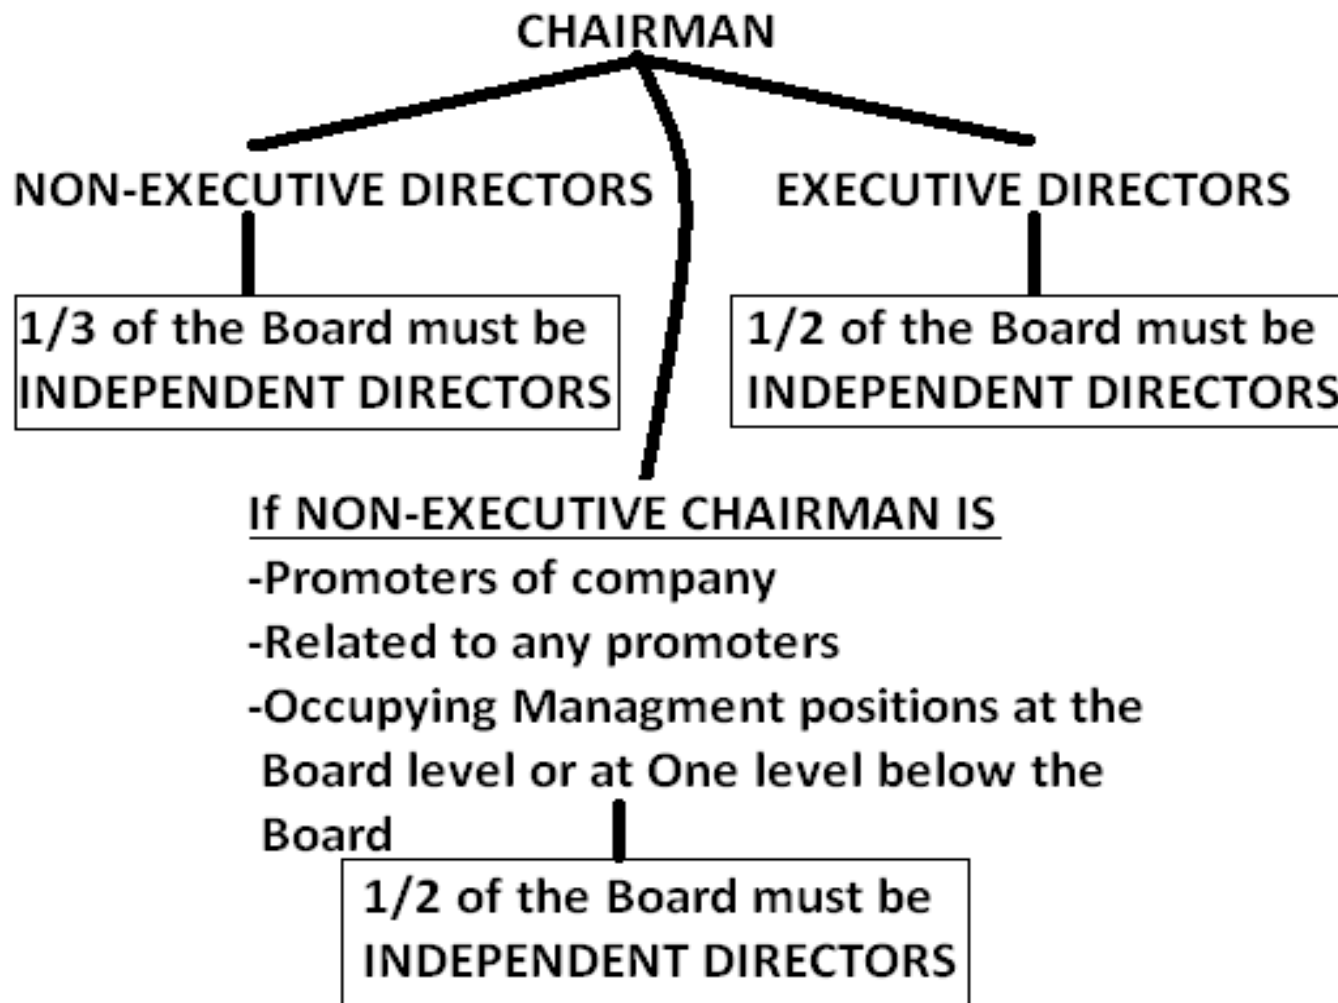 CHAIRMAN
NON-EXECUTIVE DIRECTORS
EXECUTIVE DIRECTORS
1/3 of the Board must be
INDEPENDENT DIRECTORS
1/2 of the Board must be
INDEPENDENT DIRECTORS
If NON-EXECUTIVE CHAIRMAN IS
-Promoters of company
-Related to any promoters
-Occupying Managment positions at the
Board level or at One level below the
Board
1/2 of the Board must be
INDEPENDENT DIRECTORS